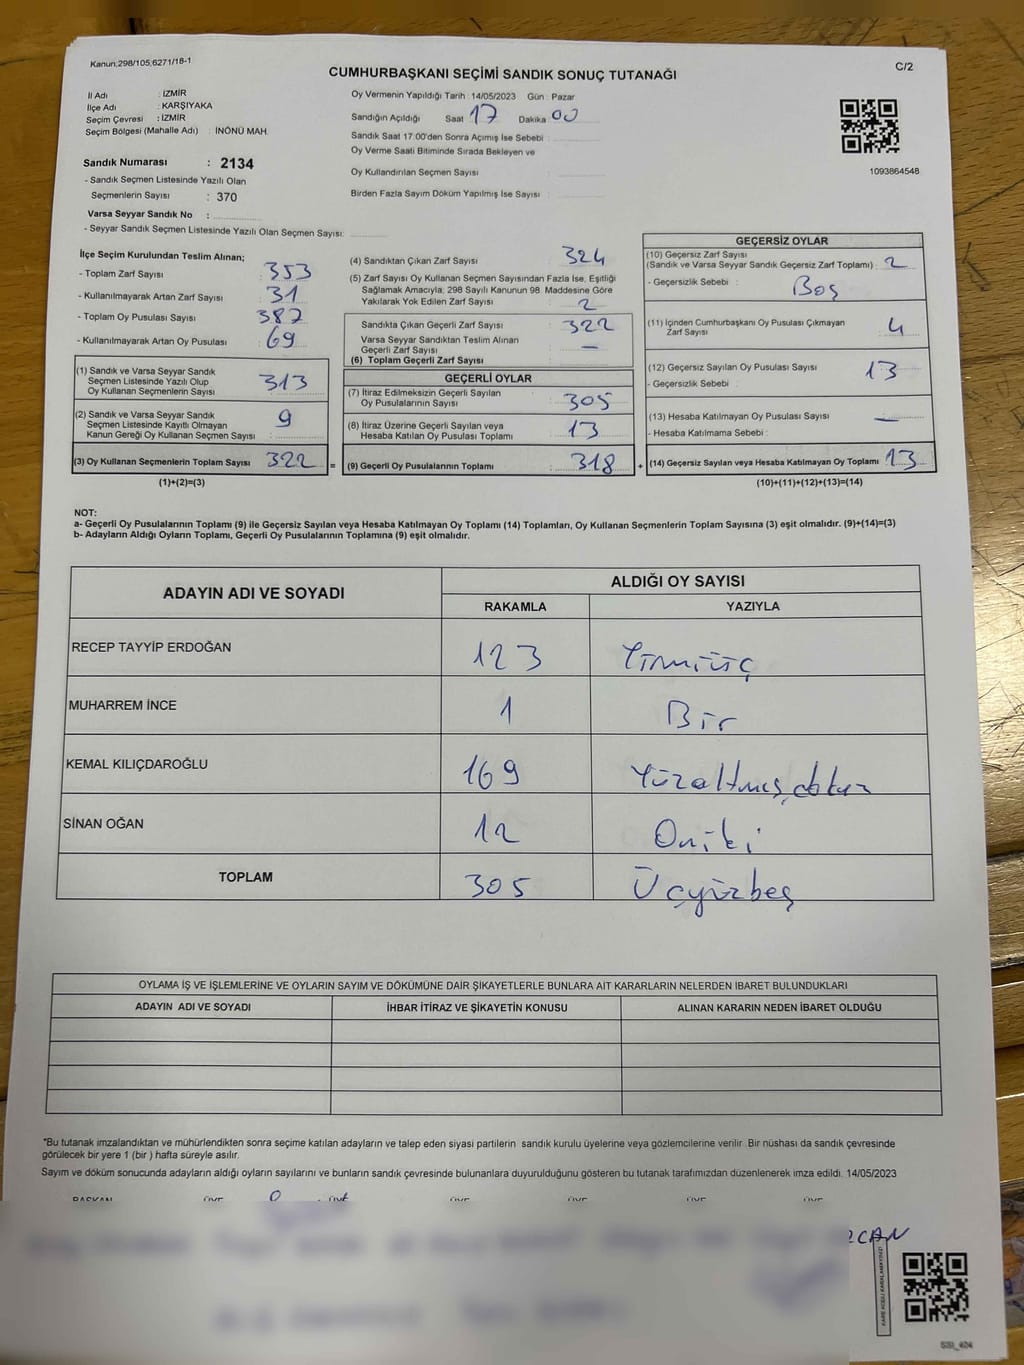 Kanun,298/105,6271/18-1
C/2
CUMHURBAŞKANI SEÇİMİ SANDIK SONUÇ TUTANAĞI
İl Adı : İZMİR
İlçe Adı : KARŞIYAKA
Seçim Çevresi : İZMİR
Seçim Bölgesi (Mahalle Adı) : İNÖNÜ MAH.
Sandık Numarası : 2134
- Sandık Seçmen Listesinde Yazılı Olan
Seçmenlerin Sayısı : 370
Varsa Seyyar Sandık No :
- Seyyar Sandık Seçmen Listesinde Yazılı Olan Seçmen Sayısı:
Oy Vermenin Yapıldığı Tarih : 14/05/2023 Gün : Pazar
Sandığın Açıldığı Saat 17 Dakika 00
Sandık Saat 17:00'den Sonra Açımış İse Sebebi :
Oy Verme Saati Bitiminde Sırada Bekleyen ve
Oy Kullandırılan Seçmen Sayısı :
Birden Fazla Sayım Döküm Yapılmış İse Sayısı :
1093864548
İlçe Seçim Kurulundan Teslim Alınan;
- Toplam Zarf Sayısı : 353
- Kullanılmayarak Artan Zarf Sayısı : 31
- Toplam Oy Pusulası Sayısı : 387
- Kullanılmayarak Artan Oy Pusulası : 69
(1) Sandık ve Varsa Seyyar Sandık
Seçmen Listesinde Yazılı Olup
Oy Kullanan Seçmenlerin Sayısı : 313
(2) Sandık ve Varsa Seyyar Sandık
Seçmen Listesinde Kayıtlı Olmayan
Kanun Gereği Oy Kullanan Seçmen Sayısı : 9
(3) Oy Kullanan Seçmenlerin Toplam Sayısı : 322
(1)+(2)=(3)
(4) Sandıktan Çıkan Zarf Sayısı : 324
(5) Zarf Sayısı Oy Kullanan Seçmen Sayısından Fazla İse, Eşitliği
Sağlamak Amacıyla; 298 Sayılı Kanunun 98. Maddesine Göre
Yakılarak Yok Edilen Zarf Sayısı : 2
Sandıkta Çıkan Geçerli Zarf Sayısı : 322
Varsa Seyyar Sandıktan Teslim Alınan
Geçerli Zarf Sayısı : —
(6) Toplam Geçerli Zarf Sayısı :
GEÇERLİ OYLAR
(7) İtiraz Edilmeksizin Geçerli Sayılan
Oy Pusulalarının Sayısı : 305
(8) İtiraz Üzerine Geçerli Sayılan veya
Hesaba Katılan Oy Pusulası Toplamı : 13
= (9) Geçerli Oy Pusulalarının Toplamı : 318 +
GEÇERSİZ OYLAR
(10) Geçersiz Zarf Sayısı
(Sandık ve Varsa Seyyar Sandık Geçersiz Zarf Toplamı) : 2
- Geçersizlik Sebebi : Boş
(11) İçinden Cumhurbaşkanı Oy Pusulası Çıkmayan
Zarf Sayısı : 4
(12) Geçersiz Sayılan Oy Pusulası Sayısı : 13
- Geçersizlik Sebebi :
(13) Hesaba Katılmayan Oy Pusulası Sayısı : —
- Hesaba Katılmama Sebebi :
(14) Geçersiz Sayılan veya Hesaba Katılmayan Oy Toplamı : 13
(10)+(11)+(12)+(13)=(14)
NOT:
a- Geçerli Oy Pusulalarının Toplamı (9) ile Geçersiz Sayılan veya Hesaba Katılmayan Oy Toplamı (14) Toplamları, Oy Kullanan Seçmenlerin Toplam Sayısına (3) eşit olmalıdır. (9)+(14)=(3)
b- Adayların Aldığı Oyların Toplamı, Geçerli Oy Pusulalarının Toplamına (9) eşit olmalıdır.
ADAYIN ADI VE SOYADI
ALDIĞI OY SAYISI
RAKAMLA YAZIYLA
RECEP TAYYİP ERDOĞAN 123 Yirmiüç
MUHARREM İNCE 1 Bir
KEMAL KILIÇDAROĞLU 169 Yüzaltmışdokuz
SİNAN OĞAN 12 Oniki
TOPLAM 305 Üçyüzbeş
OYLAMA İŞ VE İŞLEMLERİNE VE OYLARIN SAYIM VE DÖKÜMÜNE DAİR ŞİKAYETLERLE BUNLARA AİT KARARLARIN NELERDEN İBARET BULUNDUKLARI
ADAYIN ADI VE SOYADI İHBAR İTİRAZ VE ŞİKAYETİN KONUSU ALINAN KARARIN NEDEN İBARET OLDUĞU
*Bu tutanak imzalandıktan ve mühürlendikten sonra seçime katılan adayların ve talep eden siyasi partilerin sandık kurulu üyelerine veya gözlemcilerine verilir. Bir nüshası da sandık çevresinde
görülecek bir yere 1 (bir ) hafta süreyle asılır.
Sayım ve döküm sonucunda adayların aldığı oyların sayılarını ve bunların sandık çevresinde bulunanlara duyurulduğunu gösteren bu tutanak tarafımızdan düzenlenerek imza edildi. 14/05/2023
BAŞKAN ÜYE ÜYE ÜYE ÜYE ÜYE ÜYE